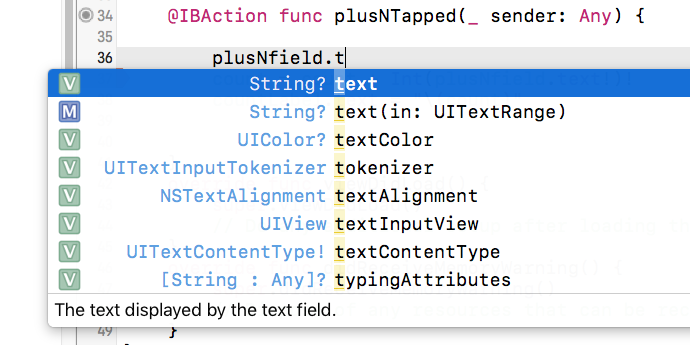 34 @IBAction func plusNTapped(_ sender: Any) {
35
36 plusNfield.t
V String? text
M String? text(in: UITextRange)
V UIColor? textColor
V UITextInputTokenizer tokenizer
V NSTextAlignment textAlignment
V UIView textInputView
V UITextContentType! textContentType
V [String : Any]? typingAttributes
The text displayed by the text field.
49 }